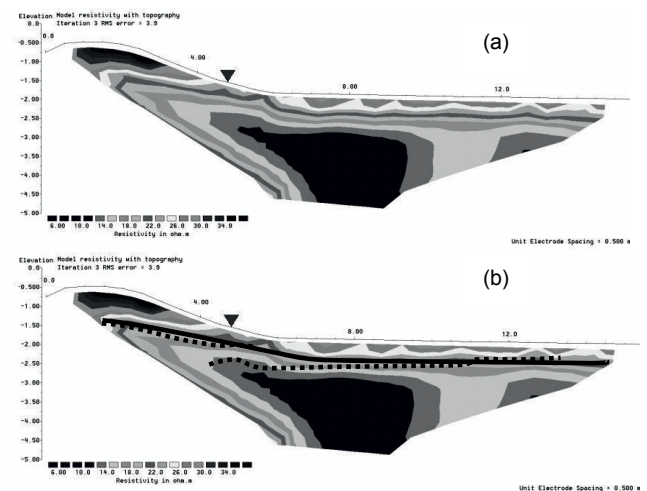 Elevation Model resistivity with topography
Iteration 3 RMS error = 3.9
(a)
0.0
0.0
-0.500
-1.00
-1.50
-2.00
-2.50
-3.00
-3.50
-4.00
-4.50
-5.00
4.00
8.00
12.0
6.00 10.0 14.0 18.0 22.0 26.0 30.0 34.0
Resistivity in ohm.m
Unit Electrode Spacing = 0.500 m
Elevation Model resistivity with topography
Iteration 3 RMS error = 3.9
(b)
0.0
0.0
-0.500
-1.00
-1.50
-2.00
-2.50
-3.00
-3.50
-4.00
-4.50
-5.00
4.00
8.00
12.0
6.00 10.0 14.0 18.0 22.0 26.0 30.0 34.0
Resistivity in ohm.m
Unit Electrode Spacing = 0.500 m